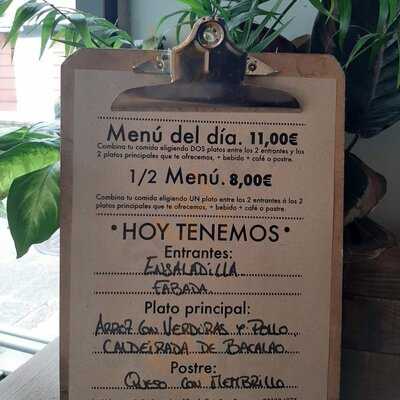 Menú del día. 11,00€
Combina tu comida eligiendo DOS platos entre los 2 entrantes y los
2 platos principales que te ofrecemos, + bebida + café o postre.
1/2 Menú. 8,00€
Combina tu comida eligiendo UN plato entre los 2 entrantes ó los 2
platos principales que te ofrecemos, + bebida + café o postre.
• HOY TENEMOS •
Entrantes:
ENSALADILLA
FABADA
Plato principal:
ARROZ CON VERDURAS Y POLLO
CALDEIRADA DE BACALAO
Postre:
QUESO CON MEMBRILLO